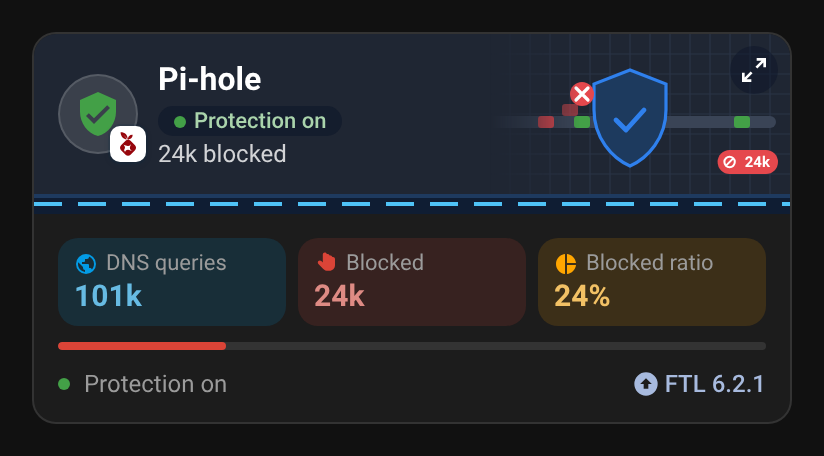 Pi-hole
Protection on
24k blocked
24k
DNS queries
101k
Blocked
24k
Blocked ratio
24%
Protection on
FTL 6.2.1